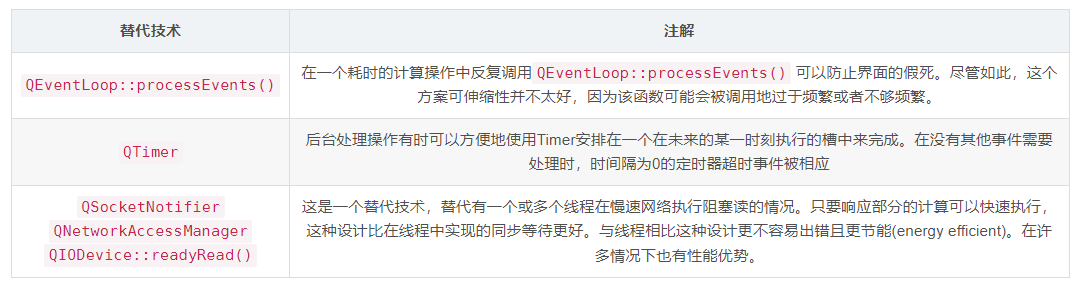 替代技术 注解
QEventLoop::processEvents() 在一个耗时的计算操作中反复调用 QEventLoop::processEvents() 可以防止界面的假死。尽管如此，这个
方案可伸缩性并不太好，因为该函数可能会被调用地过于频繁或者不够频繁。
QTimer 后台处理操作有时可以方便地使用Timer安排在一个在未来的某一时刻执行的槽中来完成。在没有其他事件需要
处理时，时间隔为0的定时器超时事件被相应
QSocketNotifier
QNetworkAccessManager
QIODevice::readyRead()
这是一个替代技术，替代有一个或多个线程在慢速网络执行阻塞读的情况。只要响应部分的计算可以快速执行，
这种设计比在线程中实现的同步等待更好。与线程相比这种设计更不容易出错且更节能(energy efficient)。在许
多情况下也有性能优势。